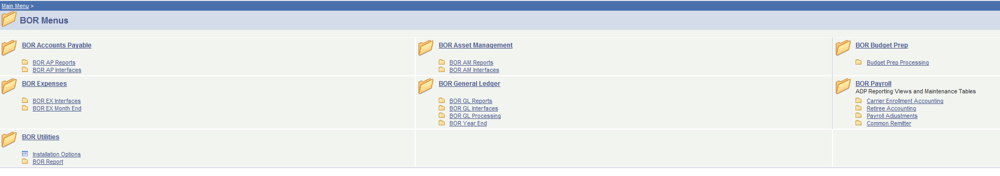 Main Menu >
BOR Menus
BOR Accounts Payable
BOR AP Reports
BOR AP Interfaces
BOR Asset Management
BOR AM Reports
BOR AM Interfaces
BOR Budget Prep
Budget Prep Processing
BOR Expenses
BOR EX Interfaces
BOR EX Month End
BOR General Ledger
BOR GL Reports
BOR GL Interfaces
BOR GL Processing
BOR Year End
BOR Payroll
ADP Reporting Views and Maintenance Tables
Carrier Enrollment Accounting
Retiree Accounting
Payroll Adjustments
Common Remitter
BOR Utilities
Installation Options
BOR Report